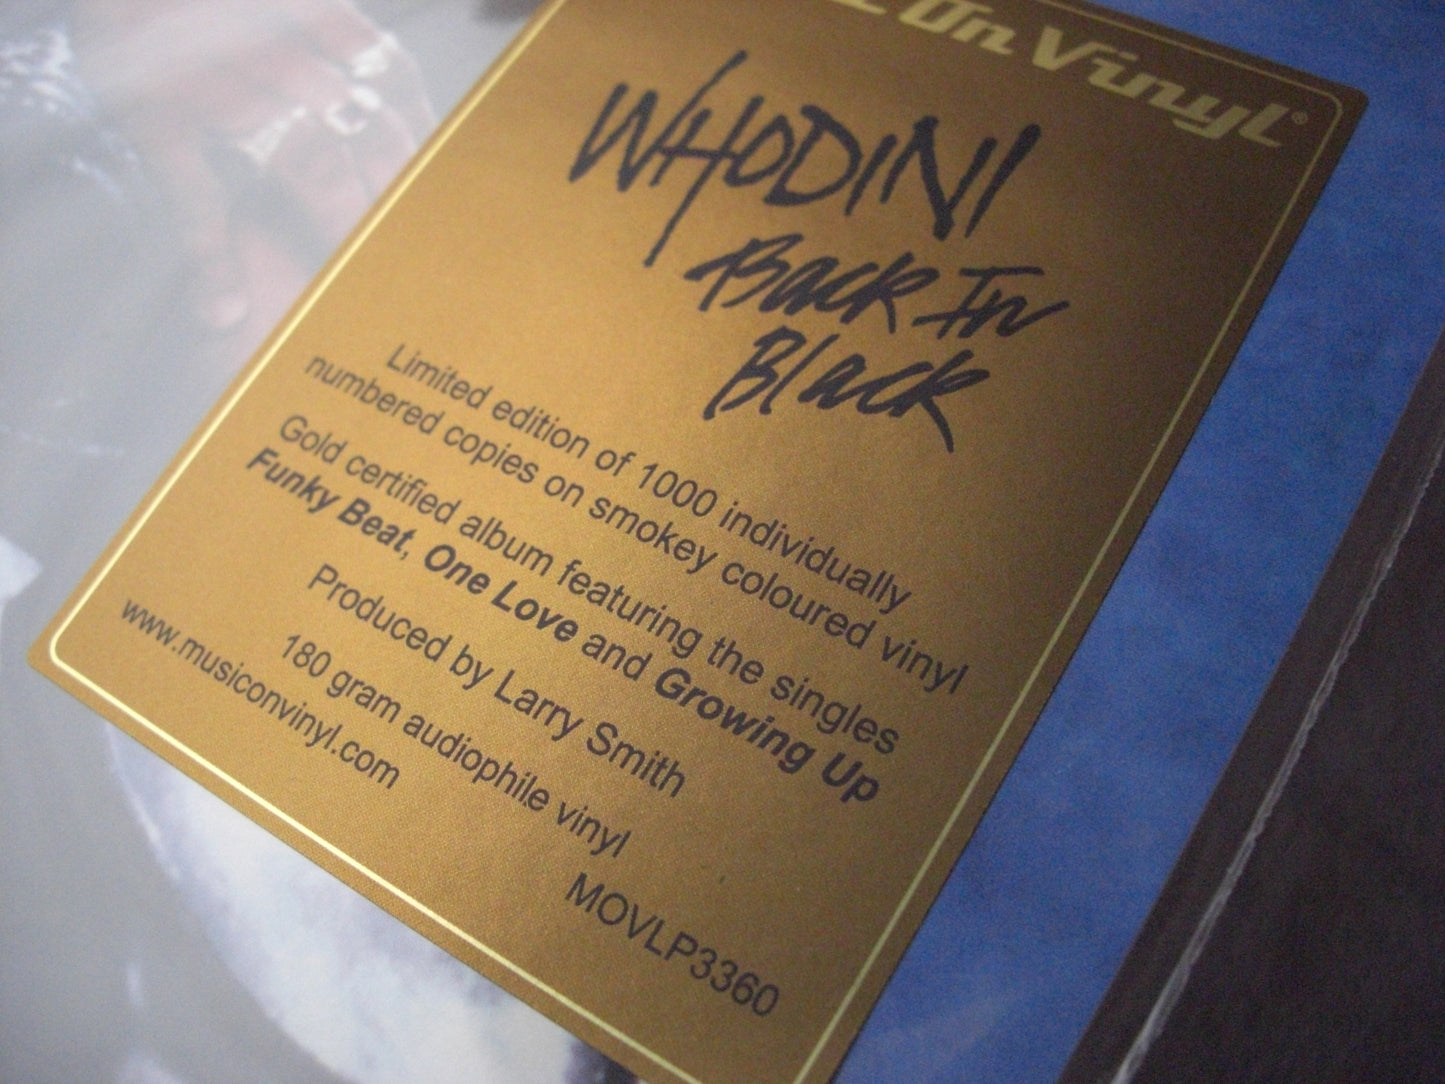 On Vinyl®
WHODINI
Back In
Black
Limited edition of 1000 individually
numbered copies on smokey coloured vinyl
Gold certified album featuring the singles
Funky Beat, One Love and Growing Up
Produced by Larry Smith
180 gram audiophile vinyl
www.musiconvinyl.com
MOVLP3360